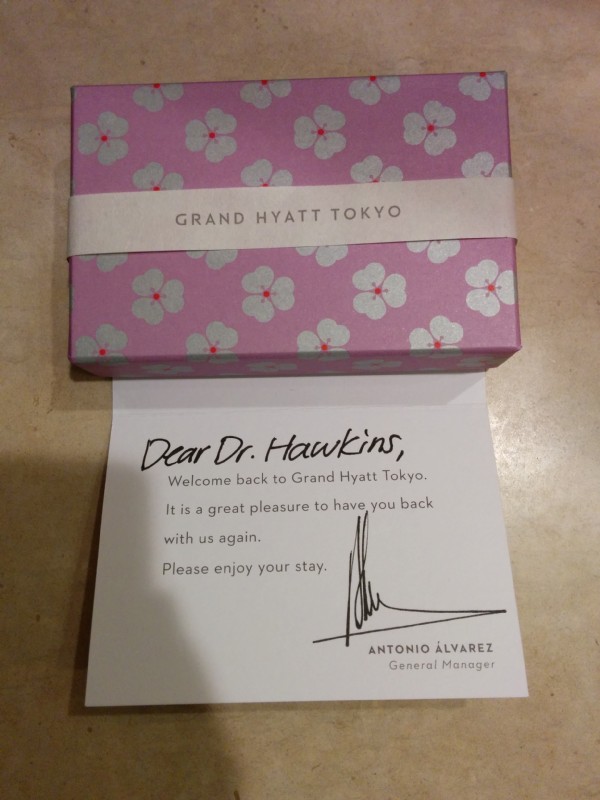 GRAND HYATT TOKYO
Dear Dr. Hawkins,
Welcome back to Grand Hyatt Tokyo.
It is a great pleasure to have you back
with us again.
Please enjoy your stay.
ANTONIO ÁLVAREZ
General Manager